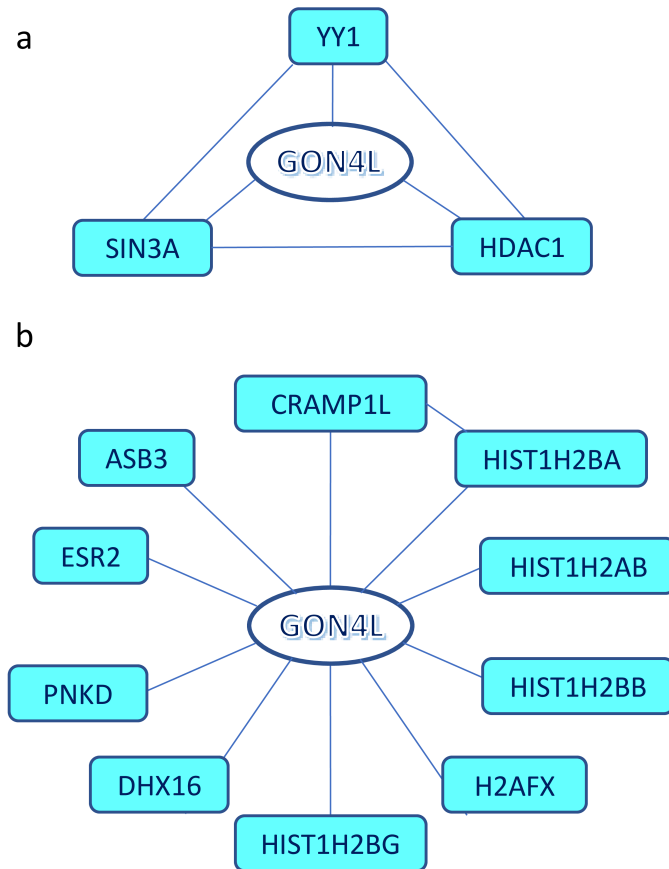 a
YY1
GON4L
SIN3A
HDAC1
b
CRAMP1L
ASB3
HIST1H2BA
ESR2
HIST1H2AB
GON4L
PNKD
HIST1H2BB
DHX16
H2AFX
HIST1H2BG